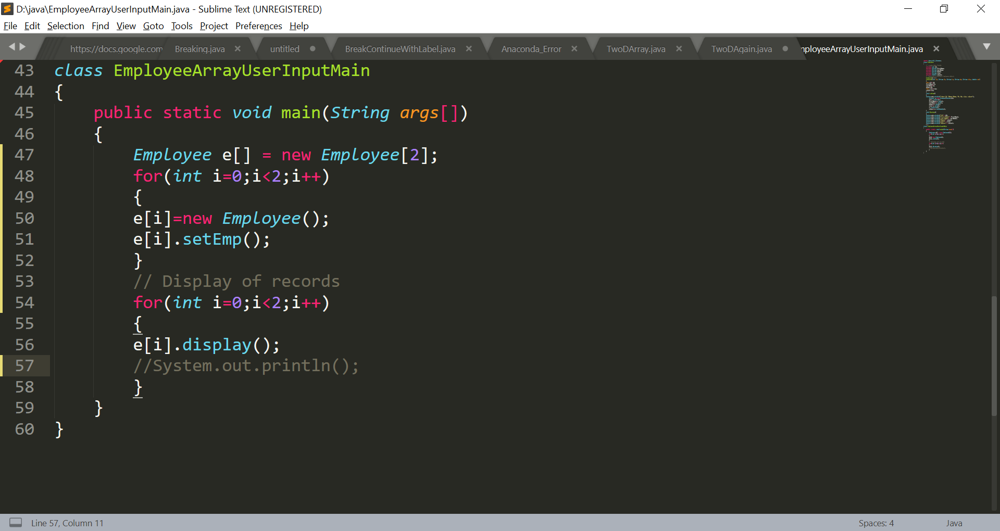 D:\java\EmployeeArrayUserInputMain.java - Sublime Text (UNREGISTERED)
File Edit Selection Find View Goto Tools Project Preferences Help
https://docs.google.com Breaking.java untitled BreakContinueWithLabel.java Anaconda_Error TwoDArray.java TwoDAgain.java mployeeArrayUserInputMain.java
43 class EmployeeArrayUserInputMain
44 {
45 public static void main(String args[])
46 {
47 Employee e[] = new Employee[2];
48 for(int i=0;i<2;i++)
49 {
50 e[i]=new Employee();
51 e[i].setEmp();
52 }
53 // Display of records
54 for(int i=0;i<2;i++)
55 {
56 e[i].display();
57 //System.out.println();
58 }
59 }
60 }
Line 57, Column 11 Spaces: 4 Java